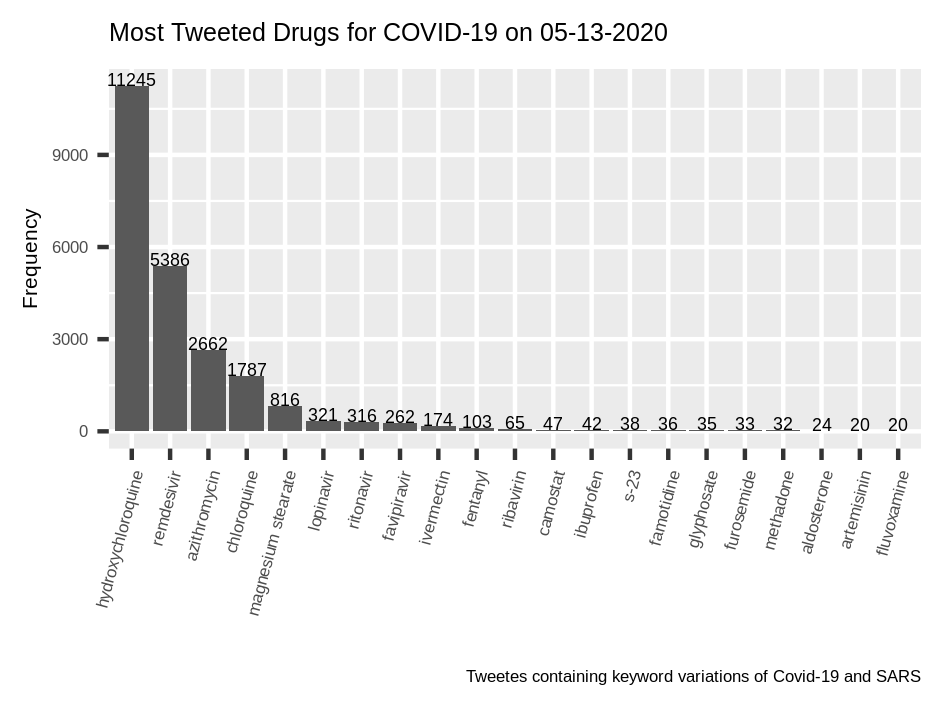 Most Tweeted Drugs for COVID-19 on 05-13-2020
Frequency
9000
6000
3000
0
11245
5386
2662
1787
816
321
316
262
174
103
65
47
42
38
36
35
33
32
24
20
20
hydroxychloroquine
remdesivir
azithromycin
chloroquine
magnesium stearate
lopinavir
ritonavir
favipiravir
ivermectin
fentanyl
ribavirin
camostat
ibuprofen
s-23
famotidine
glyphosate
furosemide
methadone
aldosterone
artemisinin
fluvoxamine
Tweetes containing keyword variations of Covid-19 and SARS